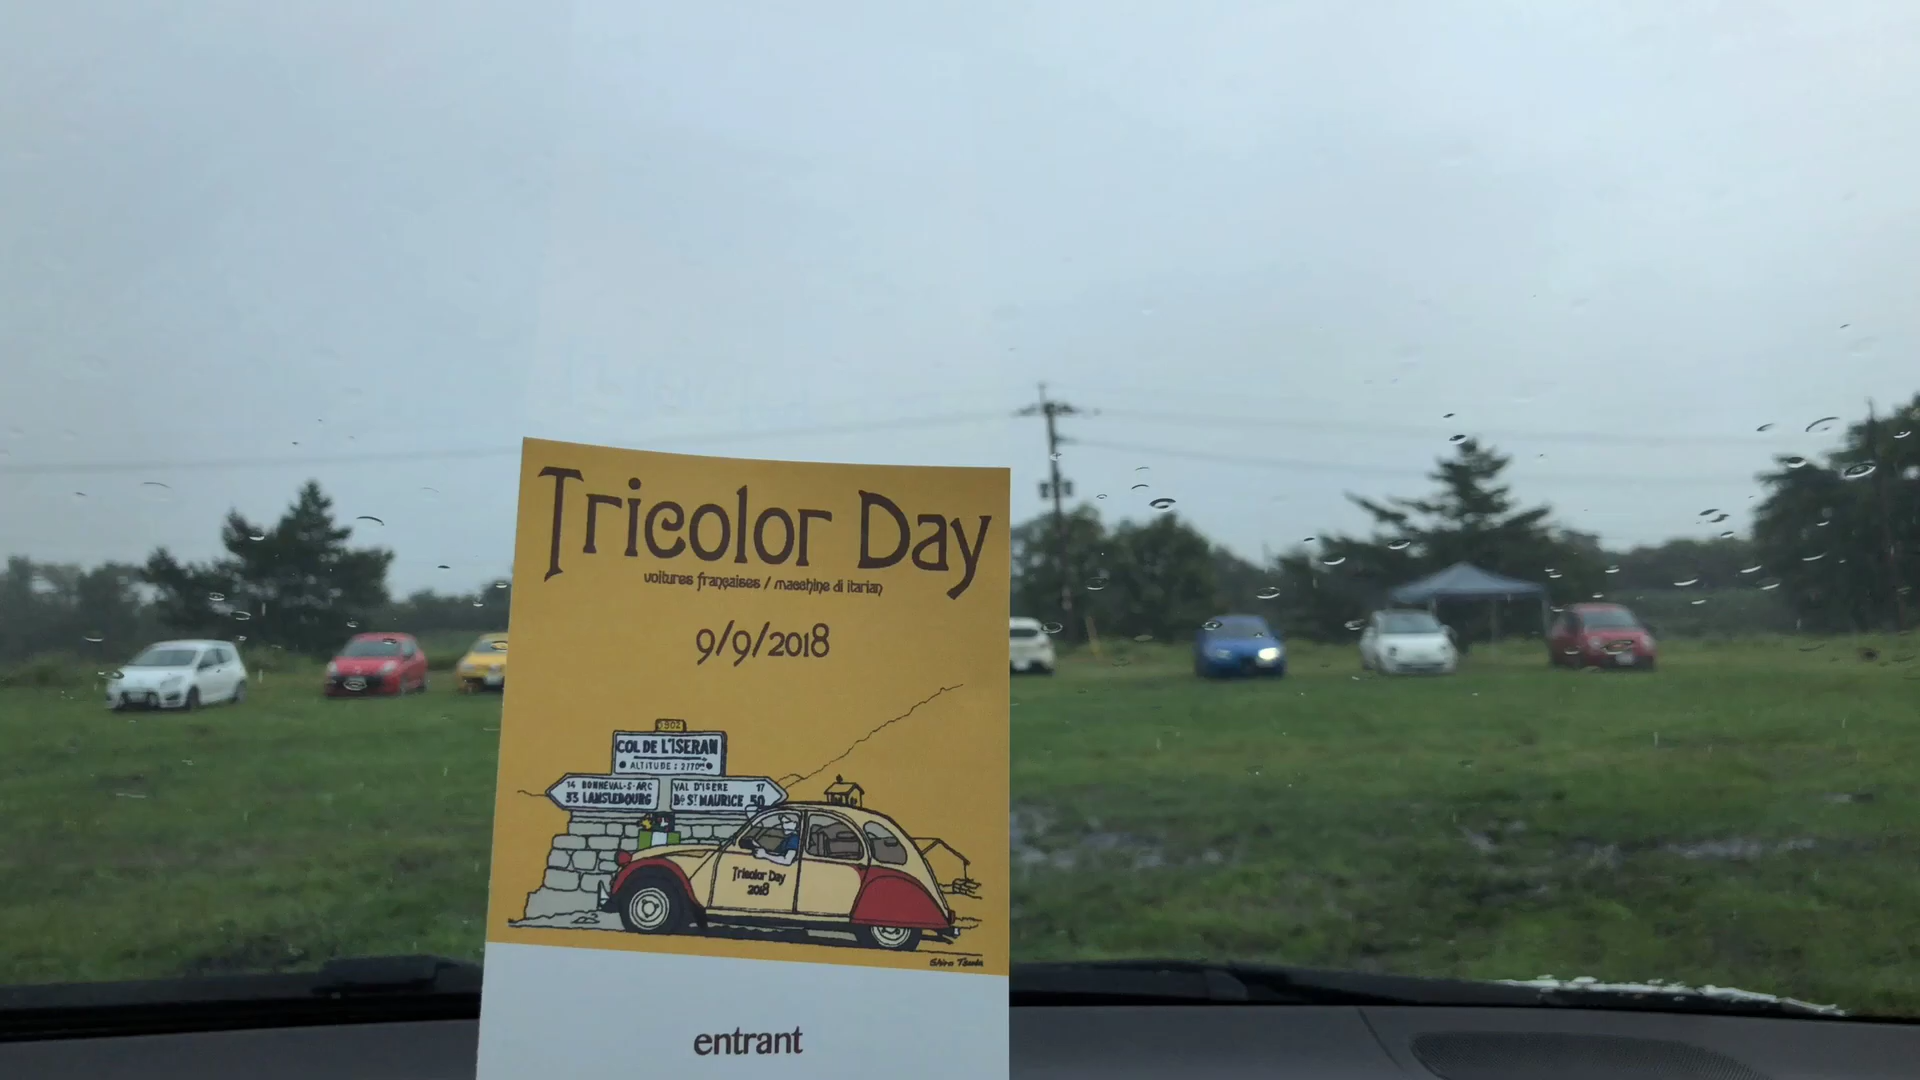 Tricolor Day
voitures françaises / macchine di itarian
9/9/2018
D902
COL DE L'ISERAN
ALTITUDE : 2770m
14 BONNEVAL-S-ARC
33 LANSLEBOURG
VAL D'ISERE 17
Bg ST MAURICE 50
Tricolor Day
2018
entrant